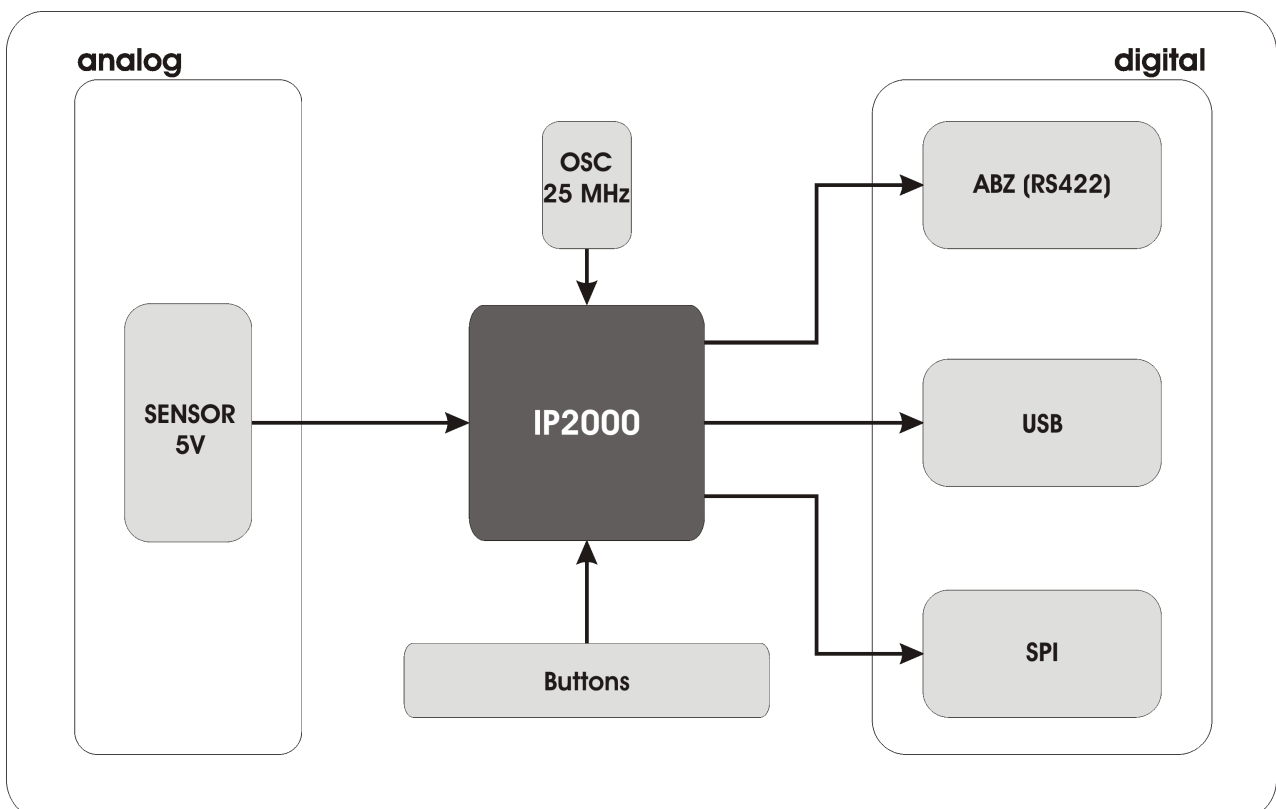 analog
digital
OSC
25 MHz
ABZ (RS422)
SENSOR
5V
IP2000
USB
Buttons
SPI